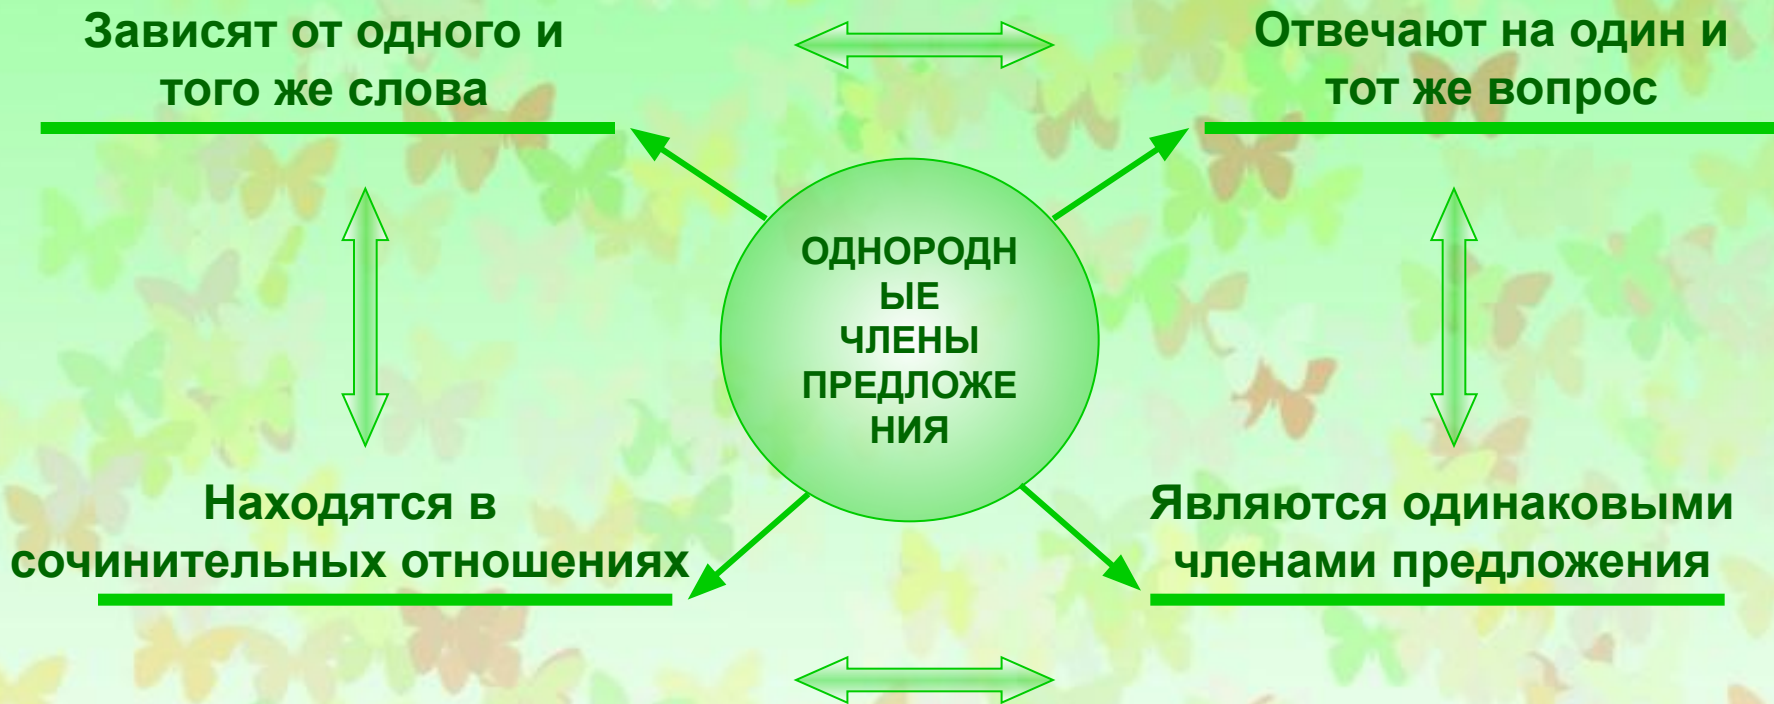 Зависят от одного и
того же слова
Отвечают на один и
тот же вопрос
ОДНОРОДН
ЫЕ
ЧЛЕНЫ
ПРЕДЛОЖЕ
НИЯ
Находятся в
сочинительных отношениях
Являются одинаковыми
членами предложения